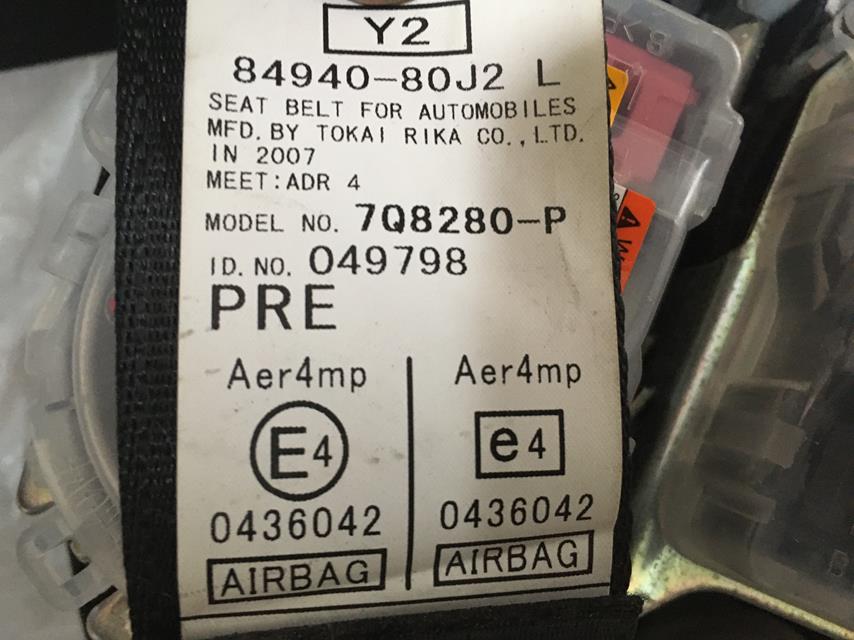 Y2
84940-80J2 L
SEAT BELT FOR AUTOMOBILES
MFD. BY TOKAI RIKA CO., LTD.
IN 2007
MEET: ADR 4
MODEL NO. 7Q8280-P
ID. NO. 049798
PRE
Aer4mp Aer4mp
E4 e4
0436042 0436042
AIRBAG AIRBAG